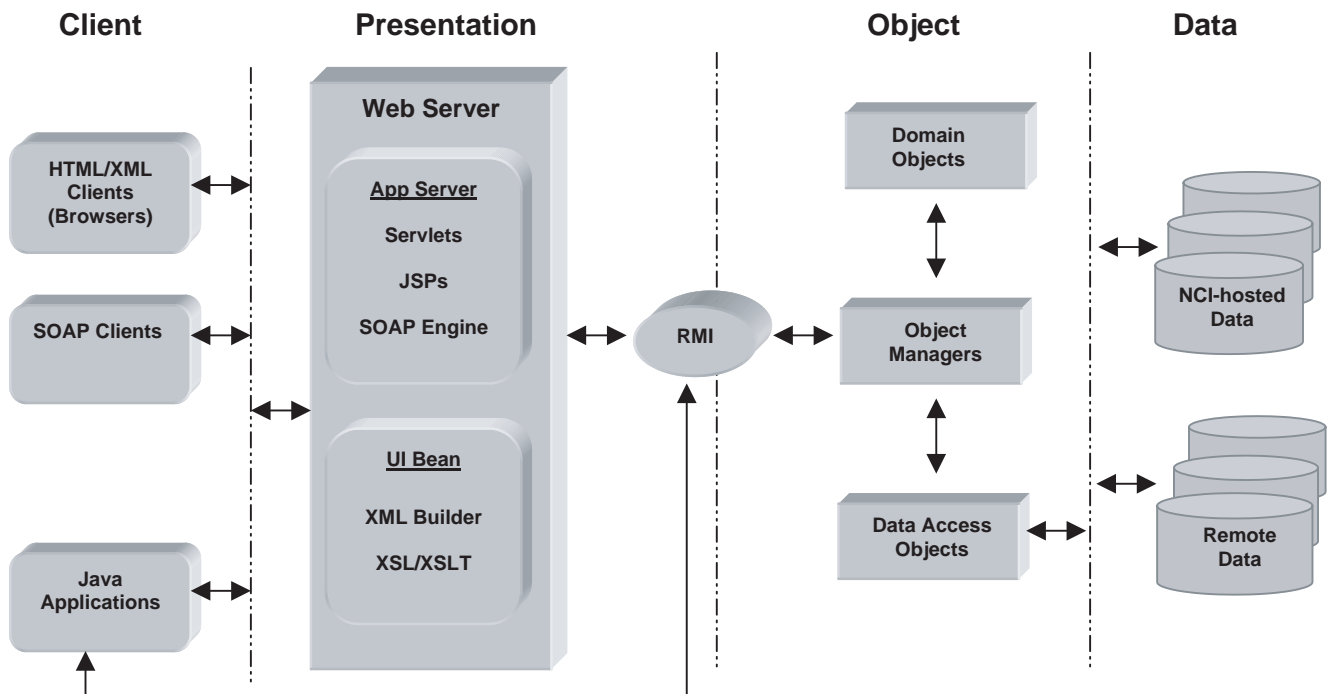 Client
Presentation
Object
Data
HTML/XML
Clients
(Browsers)
SOAP Clients
Java
Applications
Web Server
App Server
Servlets
JSPs
SOAP Engine
UI Bean
XML Builder
XSL/XSLT
RMI
Domain
Objects
Object
Managers
Data Access
Objects
NCI-hosted
Data
Remote
Data